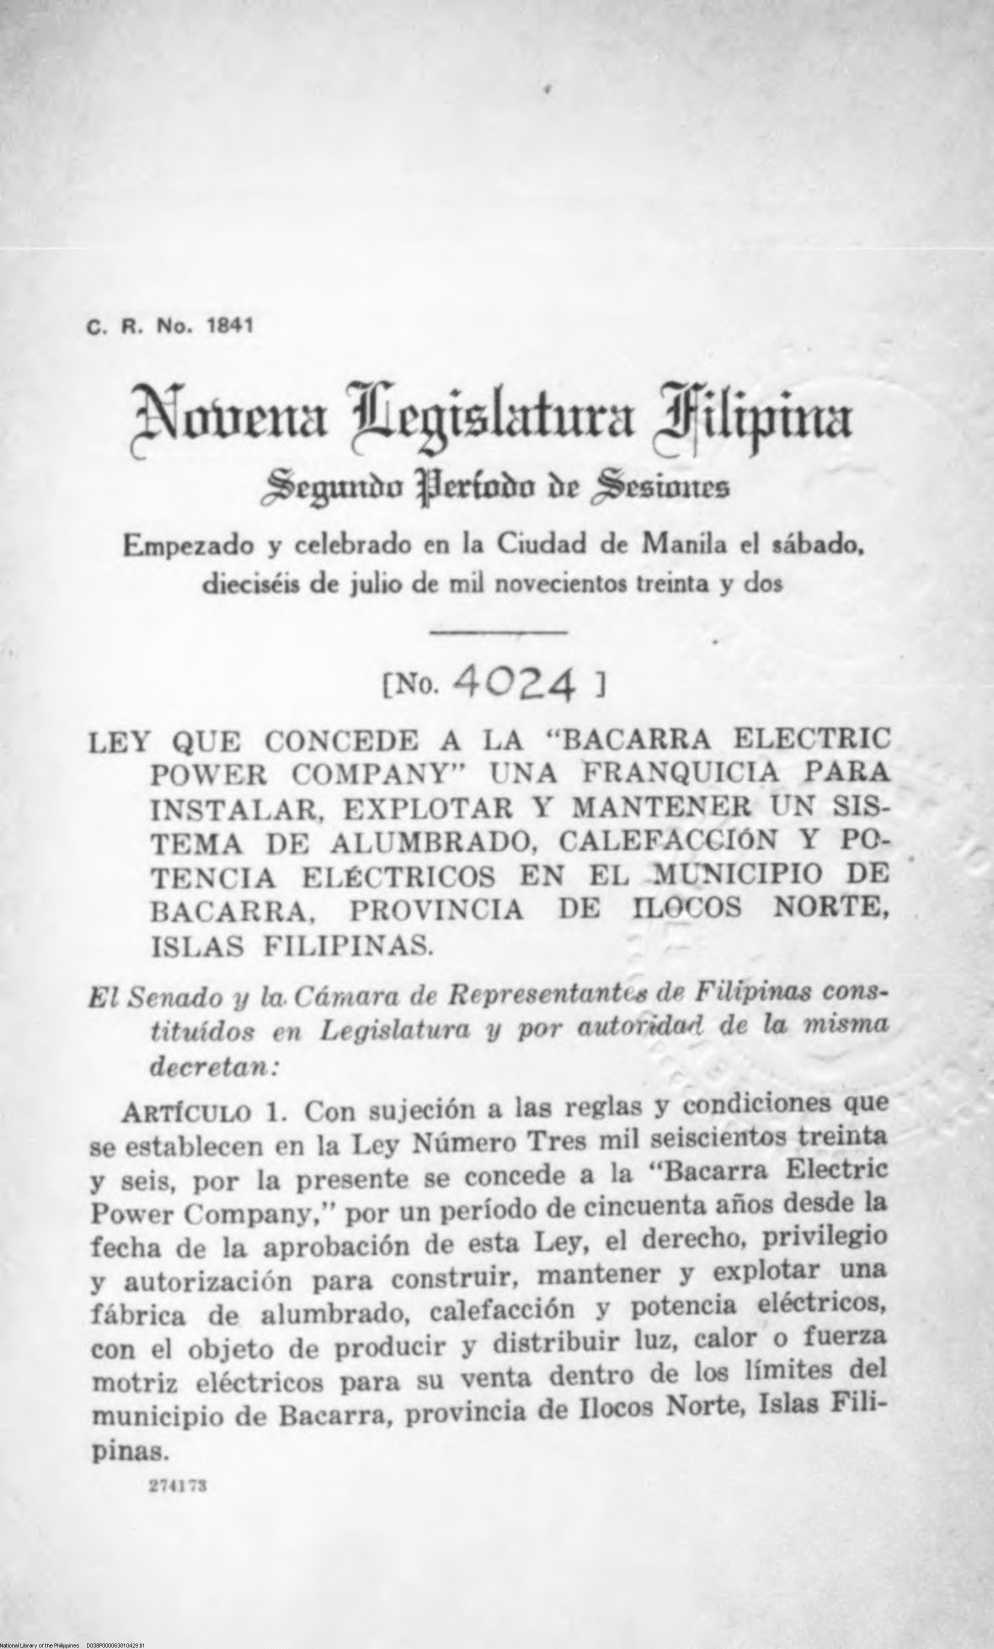 C. R. No. 1841
Novena Legislatura Filipina
Segundo Período de Sesiones
Empezado y celebrado en la Ciudad de Manila el sábado,
dieciséis de julio de mil novecientos treinta y dos
[No. 4024 ]
LEY QUE CONCEDE A LA “BACARRA ELECTRIC
POWER COMPANY” UNA FRANQUICIA PARA
INSTALAR, EXPLOTAR Y MANTENER UN SIS-
TEMA DE ALUMBRADO, CALEFACCIÓN Y PO-
TENCIA ELÉCTRICOS EN EL MUNICIPIO DE
BACARRA, PROVINCIA DE ILOCOS NORTE,
ISLAS FILIPINAS.
El Senado y la Cámara de Representantes de Filipinas cons-
tituídos en Legislatura y por autoridad de la misma
decretan:
ARTÍCULO 1. Con sujeción a las reglas y condiciones que
se establecen en la Ley Número Tres mil seiscientos treinta
y seis, por la presente se concede a la “Bacarra Electric
Power Company,” por un período de cincuenta años desde la
fecha de la aprobación de esta Ley, el derecho, privilegio
y autorización para construir, mantener y explotar una
fábrica de alumbrado, calefacción y potencia eléctricos,
con el objeto de producir y distribuir luz, calor o fuerza
motriz eléctricos para su venta dentro de los límites del
municipio de Bacarra, provincia de Ilocos Norte, Islas Fili-
pinas.
274173
National Library of the Philippines